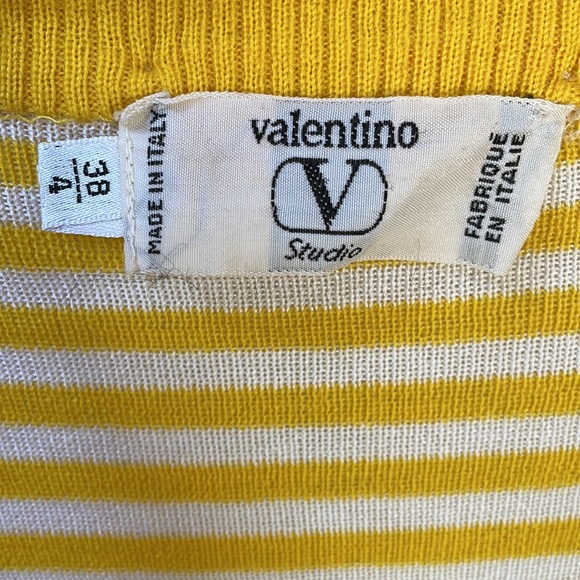 38
4
MADE IN ITALY
valentino
V
Studio
FABRIQUE
EN ITALIE